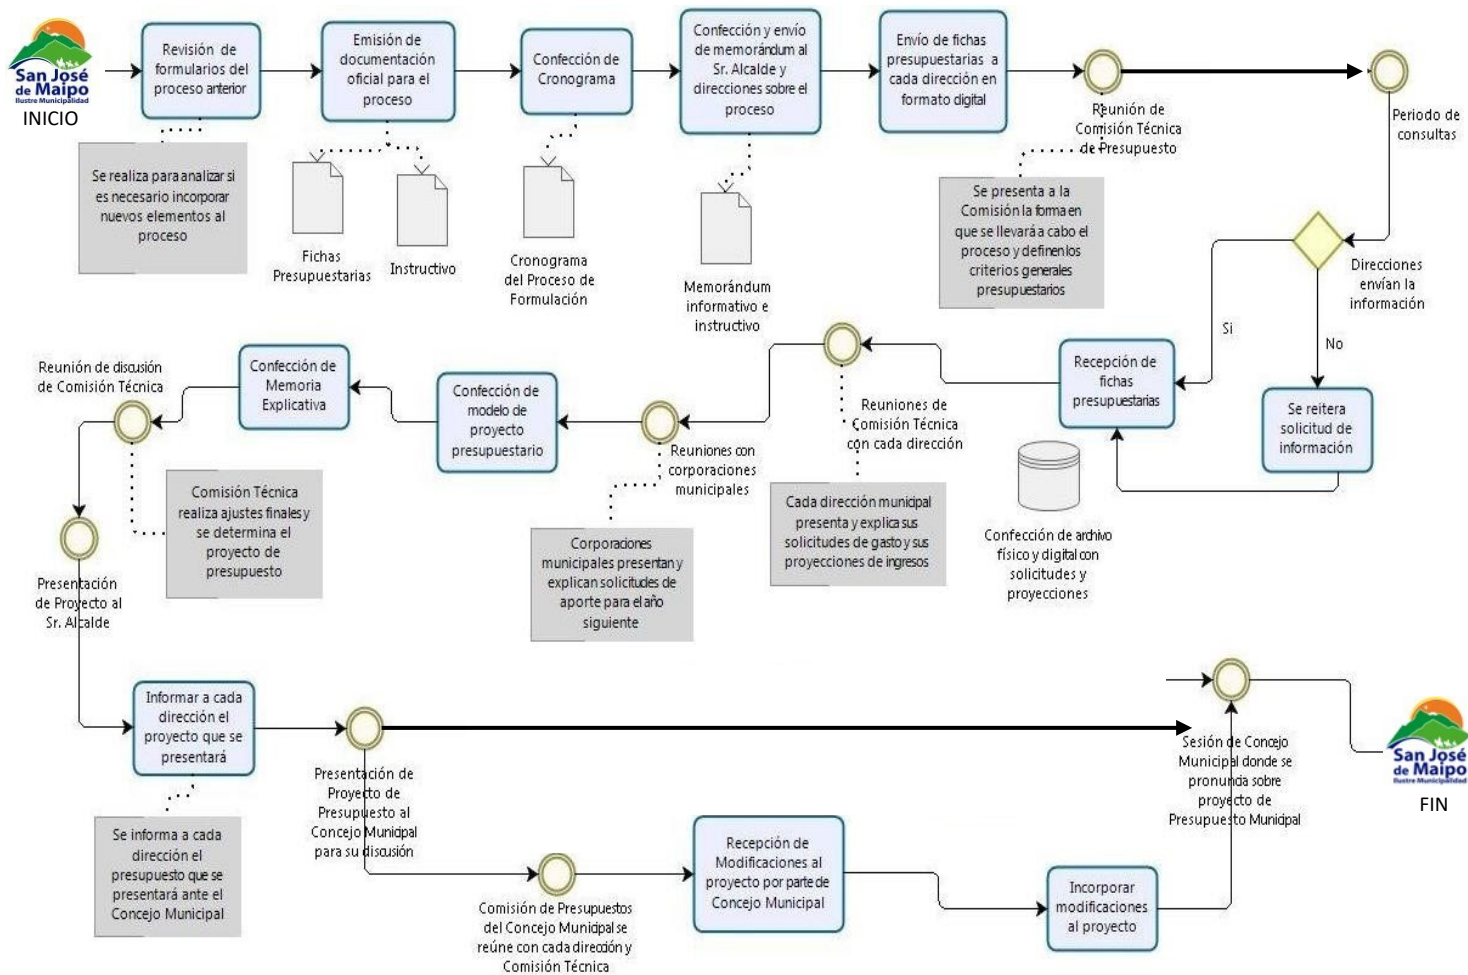 San José
de Maipo
Ilustre Municipalidad
INICIO
Revisión de
formularios del
proceso anterior
Emisión de
documentación
oficial para el
proceso
Confección de
Cronograma
Confección y envío
de memorándum al
Sr. Alcalde y
direcciones sobre el
proceso
Envío de fichas
presupuestarias a
cada dirección en
formato digital
Reunión de
Comisión Técnica
de Presupuesto
Periodo de
consultas
Se realiza para analizar si
es necesario incorporar
nuevos elementos al
proceso
Fichas
Presupuestarias
Instructivo
Cronograma
del Proceso de
Formulación
Memorándum
informativo e
instructivo
Se presenta a la
Comisión la forma en
que se llevará a cabo el
proceso y definen los
criterios generales
presupuestarios
Direcciones
envían la
información
Si
No
Reunión de discusión
de Comisión Técnica
Confección de
Memoria
Explicativa
Confección de
modelo de
proyecto
presupuestario
Reuniones con
corporaciones
municipales
Reuniones de
Comisión Técnica
con cada dirección
Recepción de
fichas
presupuestarias
Se reitera
solicitud de
información
Comisión Técnica
realiza ajustes finales y
se determina el
proyecto de
presupuesto
Corporaciones
municipales presentan y
explican solicitudes de
aporte para el año
siguiente
Cada dirección municipal
presenta y explica sus
solicitudes de gasto y sus
proyecciones de ingresos
Confección de archivo
físico y digital con
solicitudes y
proyecciones
Presentación
de Proyecto al
Sr. Alcalde
Informar a cada
dirección el
proyecto que se
presentará
Presentación de
Proyecto de
Presupuesto al
Concejo Municipal
para su discusión
Sesión de Concejo
Municipal donde se
pronuncia sobre
proyecto de
Presupuesto Municipal
San José
de Maipo
Ilustre Municipalidad
FIN
Se informa a cada
dirección el
presupuesto que se
presentará ante el
Concejo Municipal
Comisión de Presupuestos
del Concejo Municipal se
reúne con cada dirección y
Comisión Técnica
Recepción de
Modificaciones al
proyecto por parte de
Concejo Municipal
Incorporar
modificaciones
al proyecto